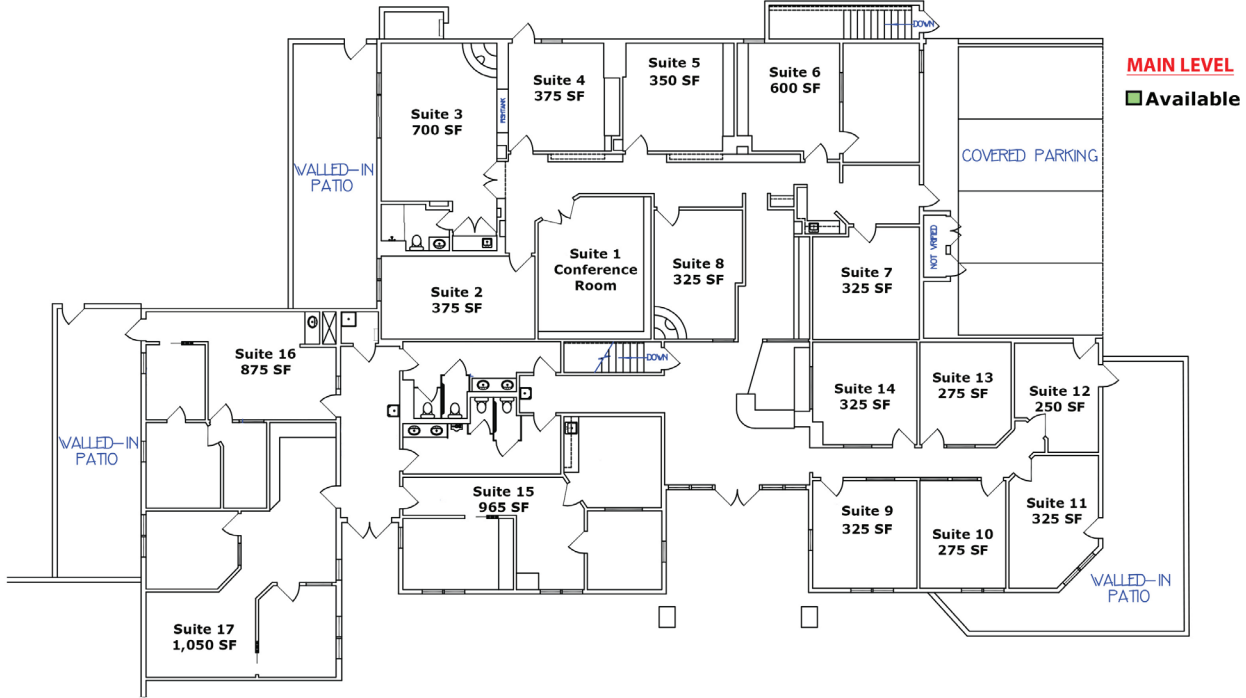 MAIN LEVEL
Available
DOWN
Suite 5
350 SF
Suite 6
600 SF
Suite 4
375 SF
FISHTANK
Suite 3
700 SF
COVERED PARKING
WALLED-IN
PATIO
NOT VRIFIED
Suite 1
Conference
Room
Suite 8
325 SF
Suite 7
325 SF
Suite 2
375 SF
Suite 16
875 SF
DOWN
Suite 14
325 SF
Suite 13
275 SF
Suite 12
250 SF
WALLED-IN
PATIO
Suite 15
965 SF
Suite 9
325 SF
Suite 11
325 SF
Suite 10
275 SF
WALLED-IN
PATIO
Suite 17
1,050 SF